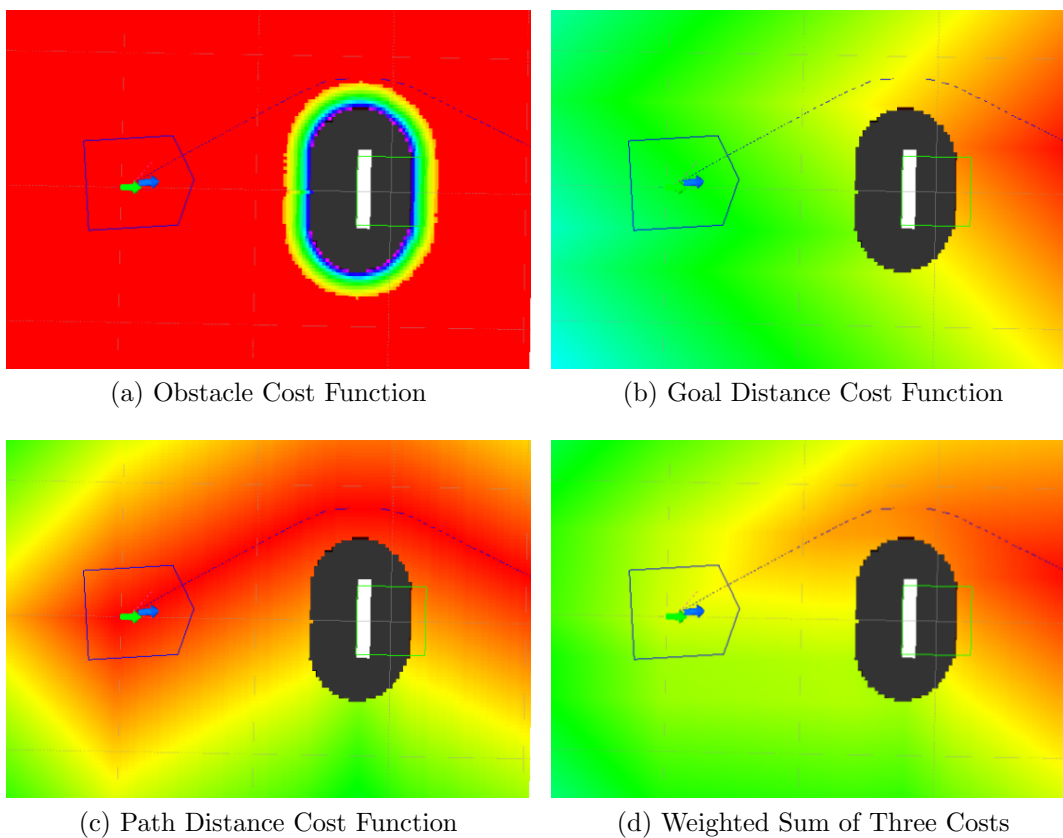 (a) Obstacle Cost Function
(b) Goal Distance Cost Function
(c) Path Distance Cost Function
(d) Weighted Sum of Three Costs